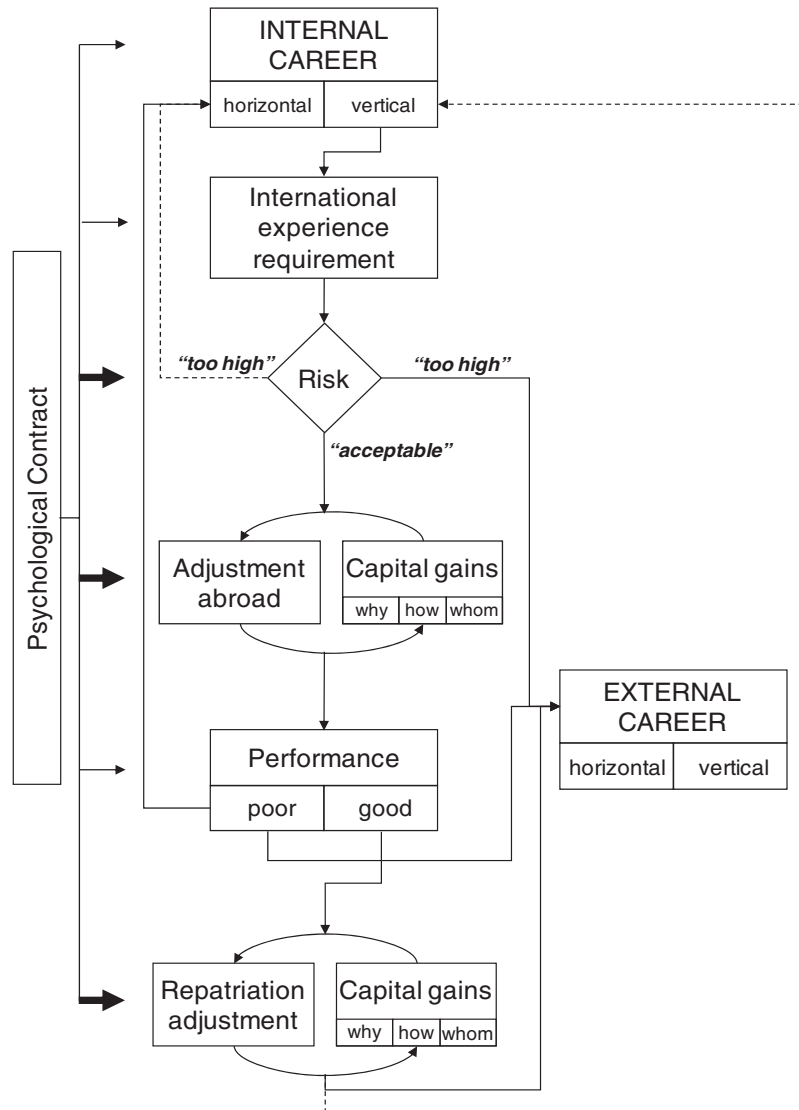 INTERNAL
CAREER
horizontal
vertical
International
experience
requirement
“too high”
“too high”
Risk
“acceptable”
Psychological Contract
Adjustment
abroad
Capital gains
why
how
whom
EXTERNAL
CAREER
horizontal
vertical
Performance
poor
good
Repatriation
adjustment
Capital gains
why
how
whom